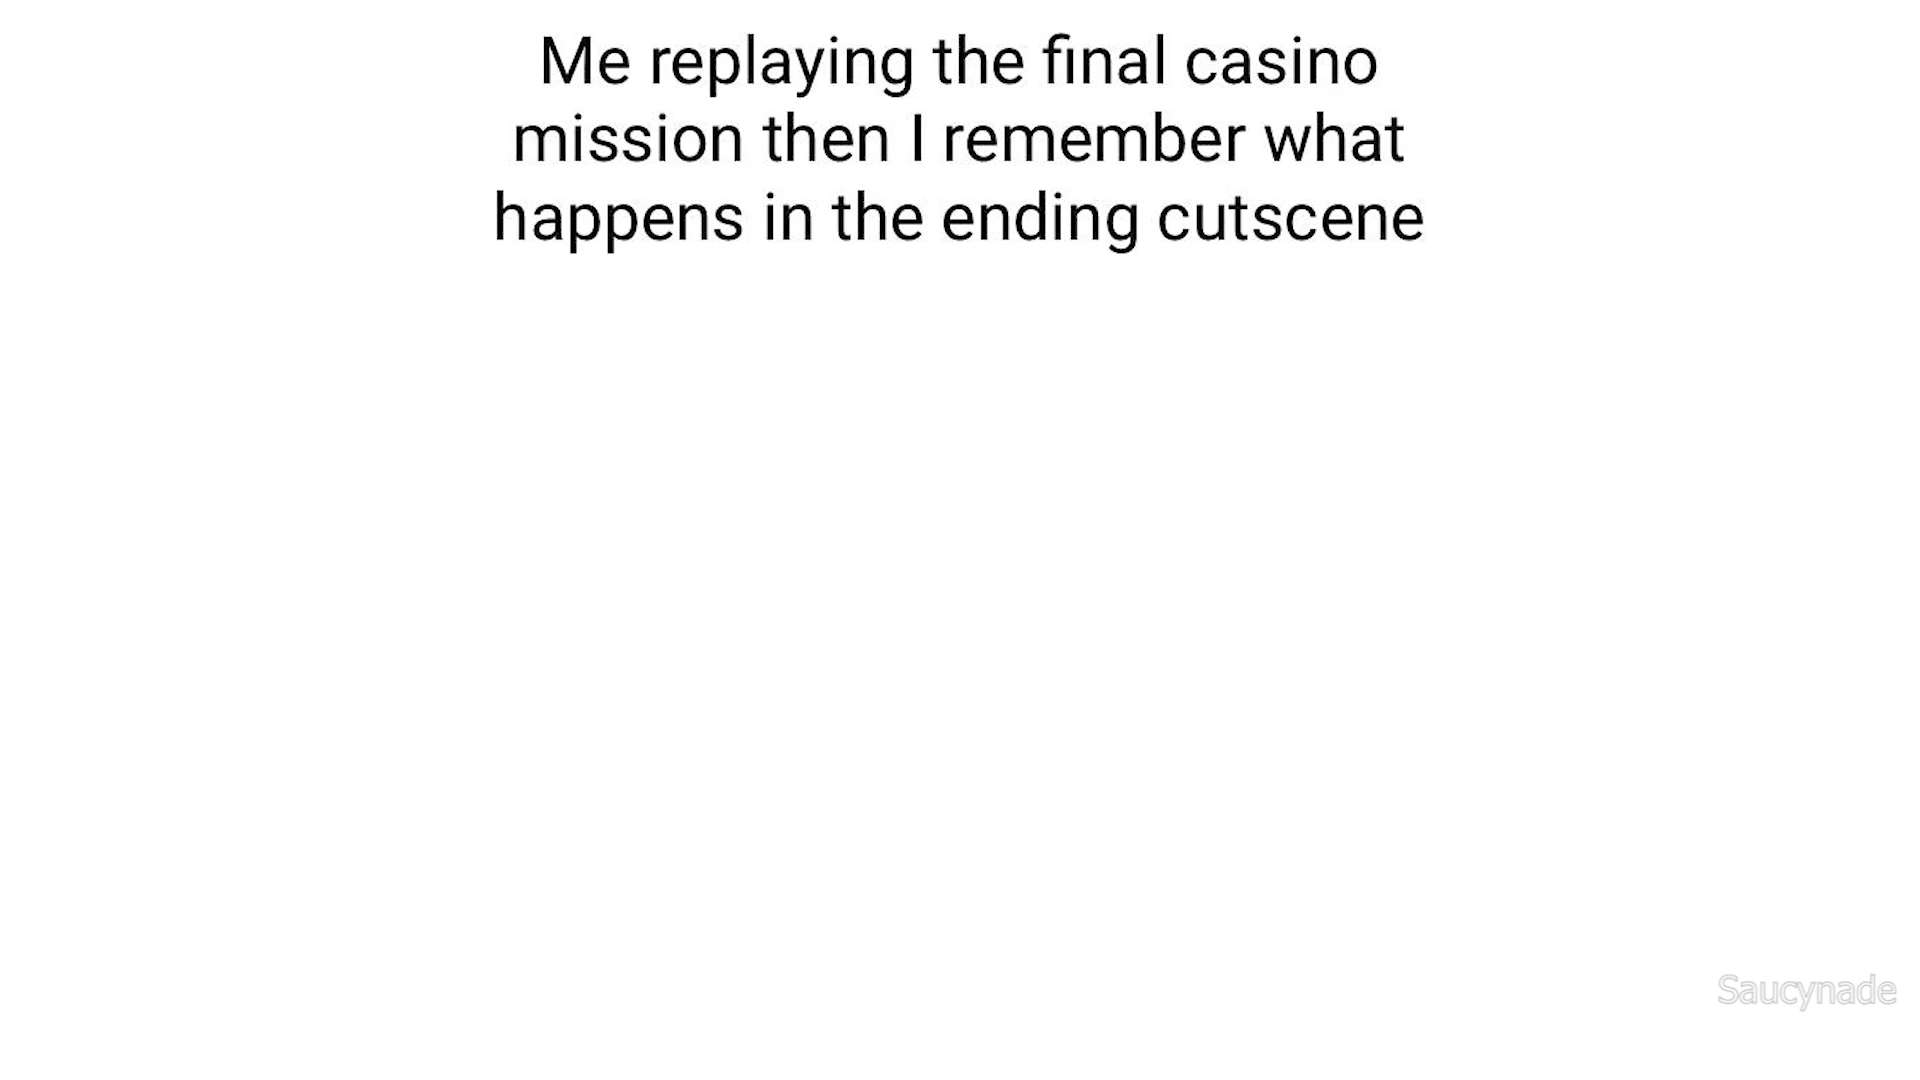 Me replaying the final casino
mission then I remember what
happens in the ending cutscene
Saucynade